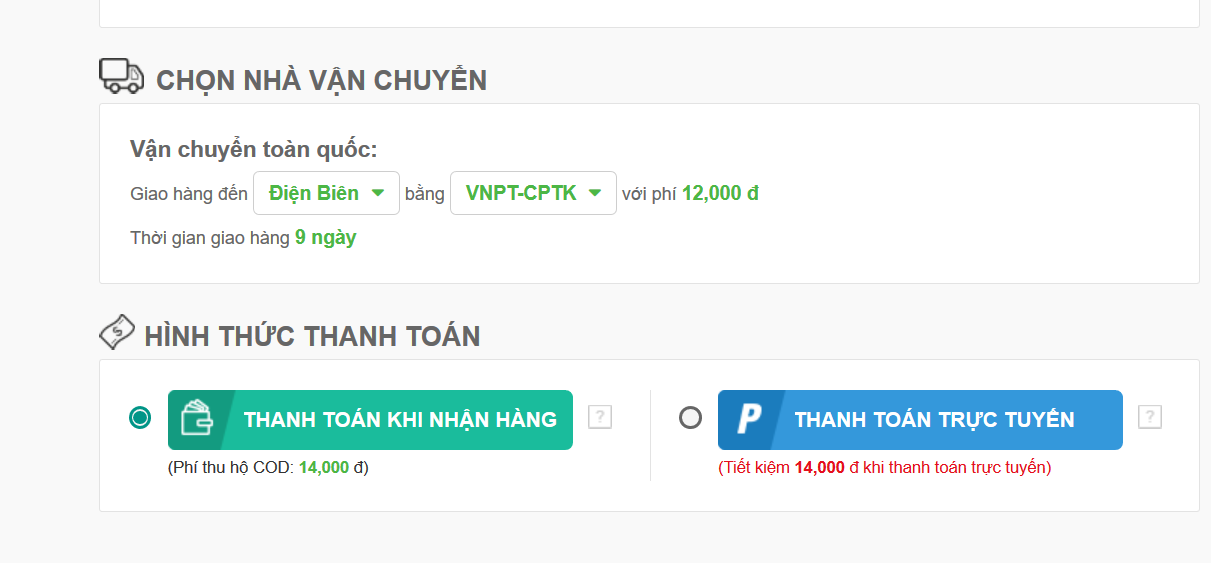 CHỌN NHÀ VẬN CHUYỂN
Vận chuyển toàn quốc:
Giao hàng đến Điện Biên bằng VNPT-CPTK với phí 12,000 đ
Thời gian giao hàng 9 ngày
HÌNH THỨC THANH TOÁN
THANH TOÁN KHI NHẬN HÀNG ? P THANH TOÁN TRỰC TUYẾN ?
(Phí thu hộ COD: 14,000 đ) (Tiết kiệm 14,000 đ khi thanh toán trực tuyến)